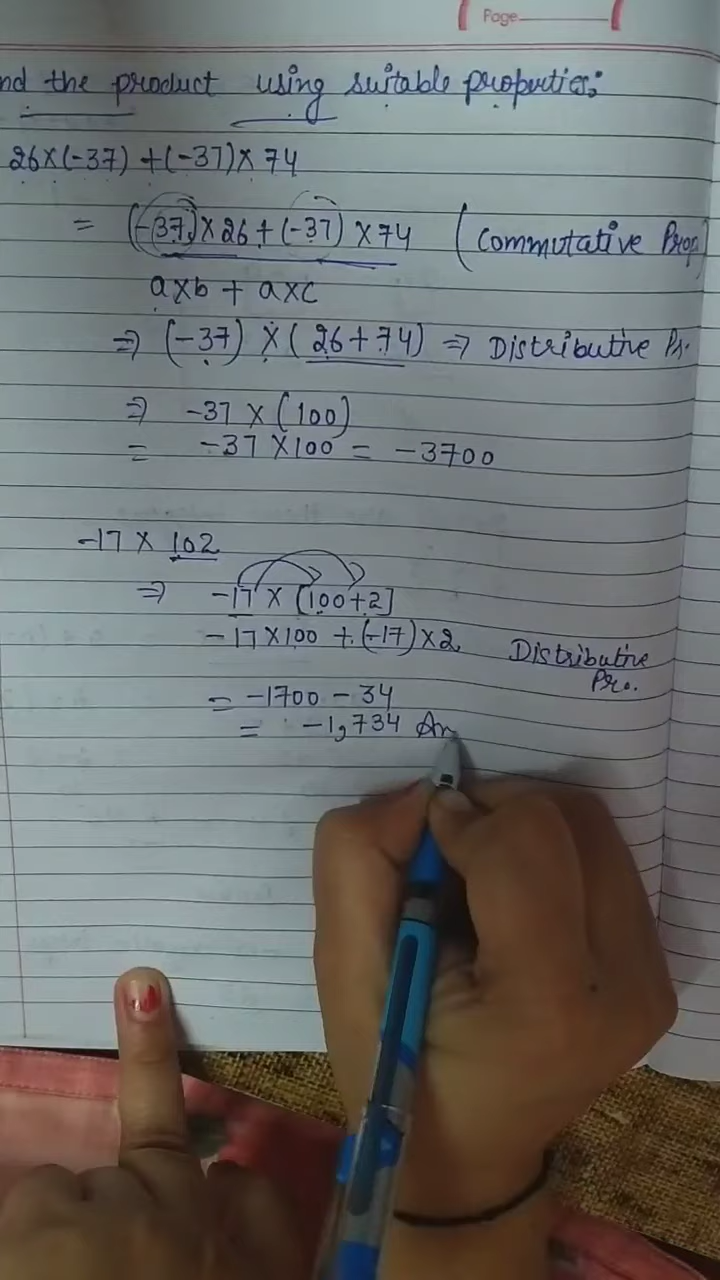 Page
nd the product using suitable properties:
26×(-37) +(-37)× 74
= (-37)×26+(-37) ×74 (Commutative Prop
a×b + a×c
⇒ (-37) ×(26+74) ⇒ Distributive Pr.
⇒ -37 × (100)
= -37 ×100 = -3700
-17 × 102
⇒ -17 × [100+2]
-17×100 +(-17)×2 Distributive
Pro.
= -1700 - 34
= -1,734 An